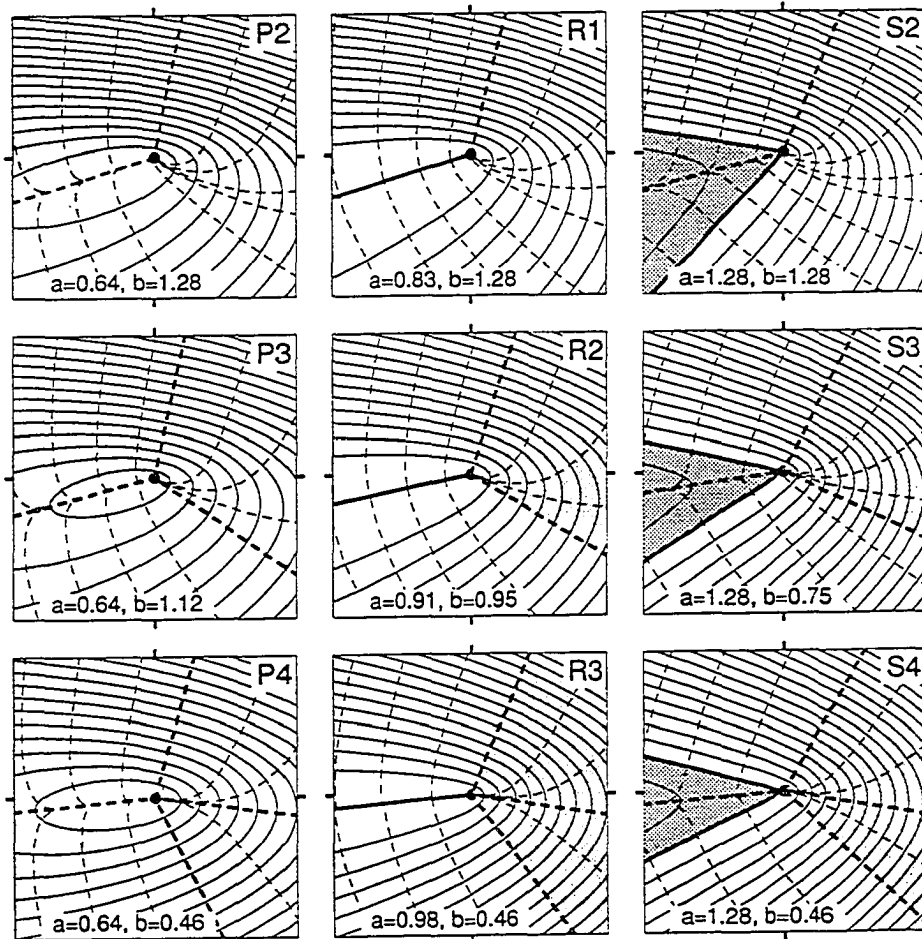 P2
a=0.64, b=1.28
R1
a=0.83, b=1.28
S2
a=1.28, b=1.28
P3
a=0.64, b=1.12
R2
a=0.91, b=0.95
S3
a=1.28, b=0.75
P4
a=0.64, b=0.46
R3
a=0.98, b=0.46
S4
a=1.28, b=0.46